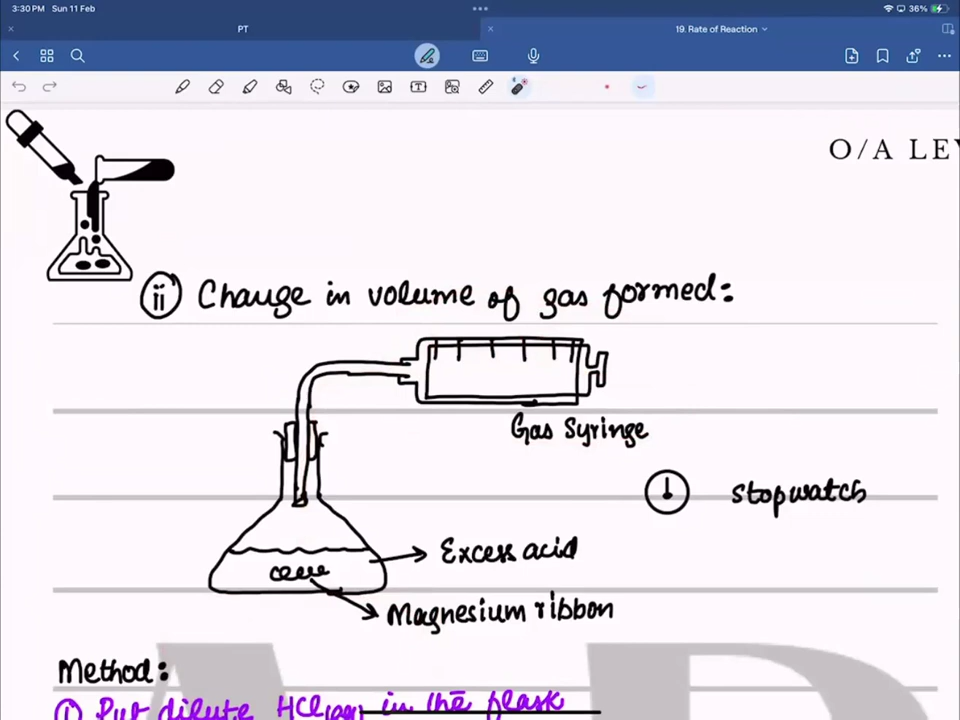 3:30 PM Sun 11 Feb
36%
PT
19. Rate of Reaction
O/A LEV
ii Change in volume of gas formed:
Gas Syringe
stopwatch
Excess acid
Magnesium ribbon
Method:
① Put dilute HCl(aq) in the flask